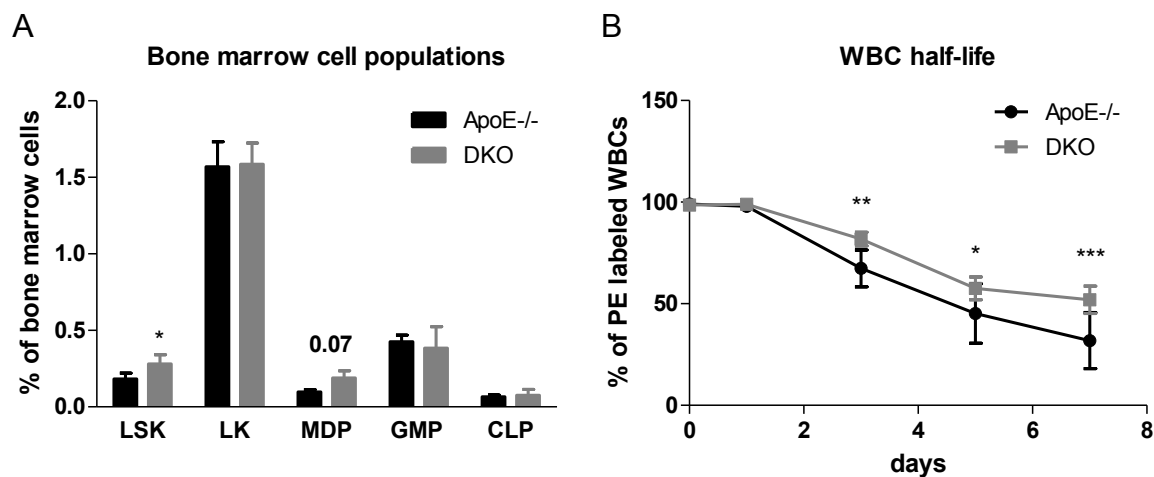 A
Bone marrow cell populations
% of bone marrow cells
2.0
1.5
1.0
0.5
0.0
ApoE-/-
DKO
*
0.07
LSK LK MDP GMP CLP
B
WBC half-life
% of PE labeled WBCs
150
100
50
0
ApoE-/-
DKO
**
*
***
0 2 4 6 8
days